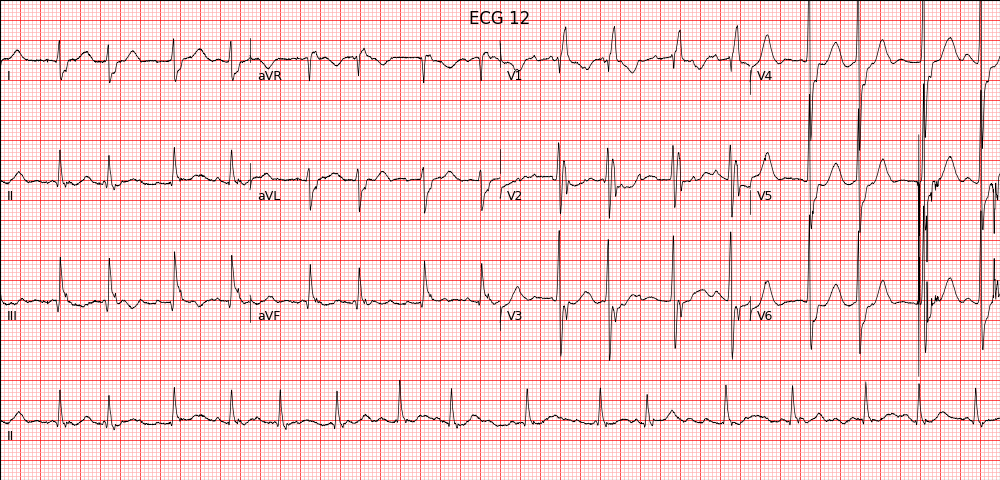 ECG 12
I aVR V1 V4
II aVL V2 V5
III aVF V3 V6
II